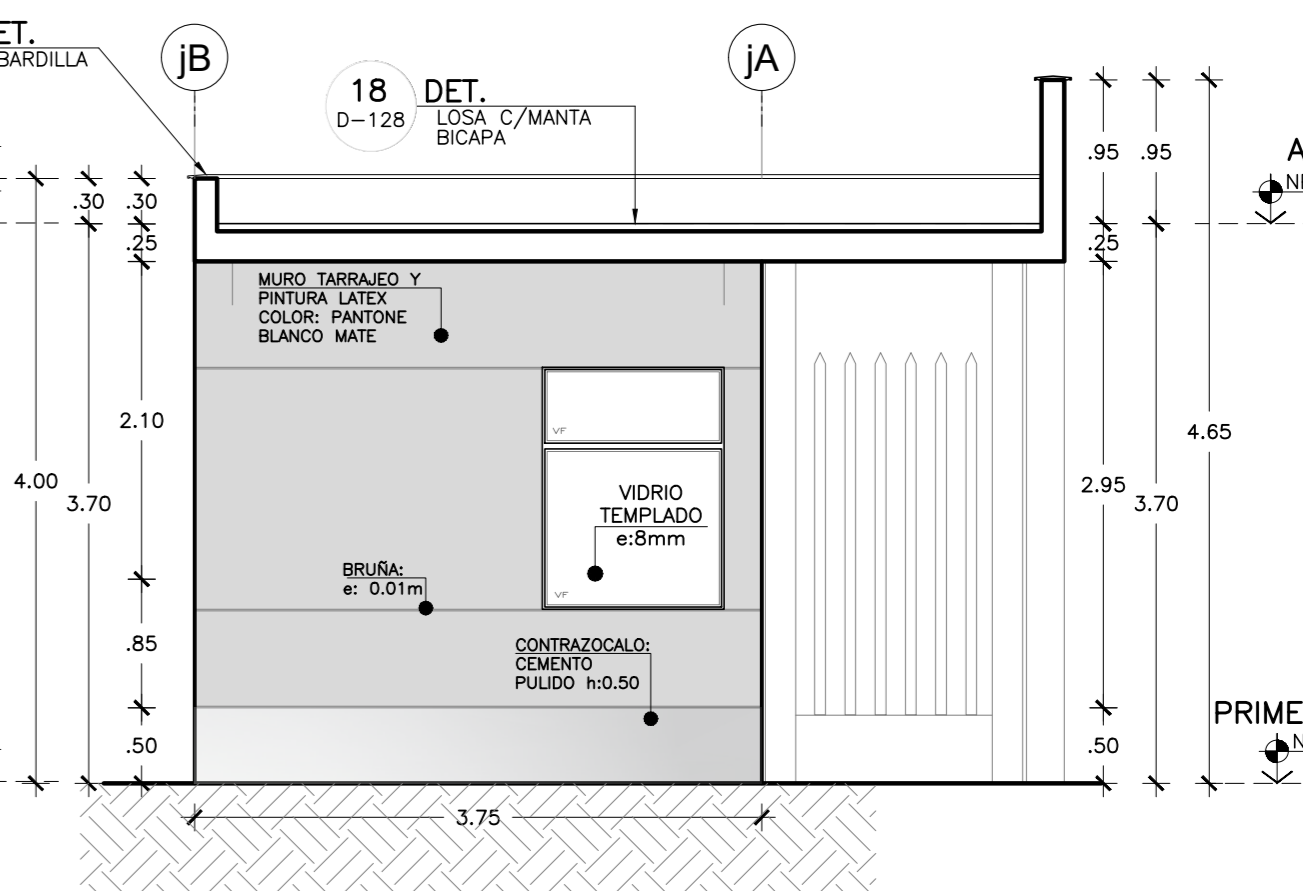 ET.
BARDILLA
jB
18
D-128
DET.
LOSA C/MANTA
BICAPA
jA
.95
.95
A
.30
.30
.25
.25
MURO TARRAJEO Y
PINTURA LATEX
COLOR: PANTONE
BLANCO MATE
2.10
VF
4.65
4.00
3.70
VIDRIO
TEMPLADO
e:8mm
2.95
3.70
BRUÑA:
e: 0.01m
VF
.85
CONTRAZOCALO:
CEMENTO
PULIDO h:0.50
.50
.50
PRIME
N
3.75